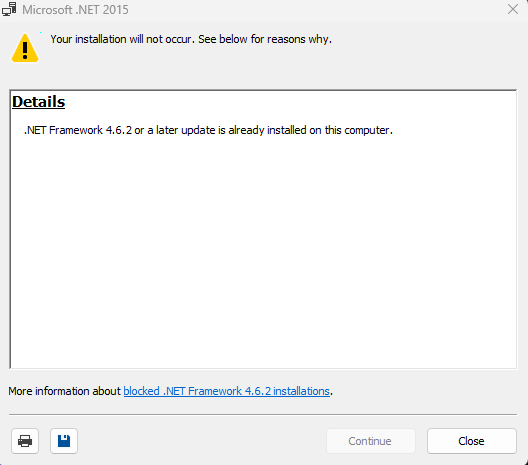 Microsoft .NET 2015
Your installation will not occur. See below for reasons why.
Details
.NET Framework 4.6.2 or a later update is already installed on this computer.
More information about blocked .NET Framework 4.6.2 installations.
Continue
Close